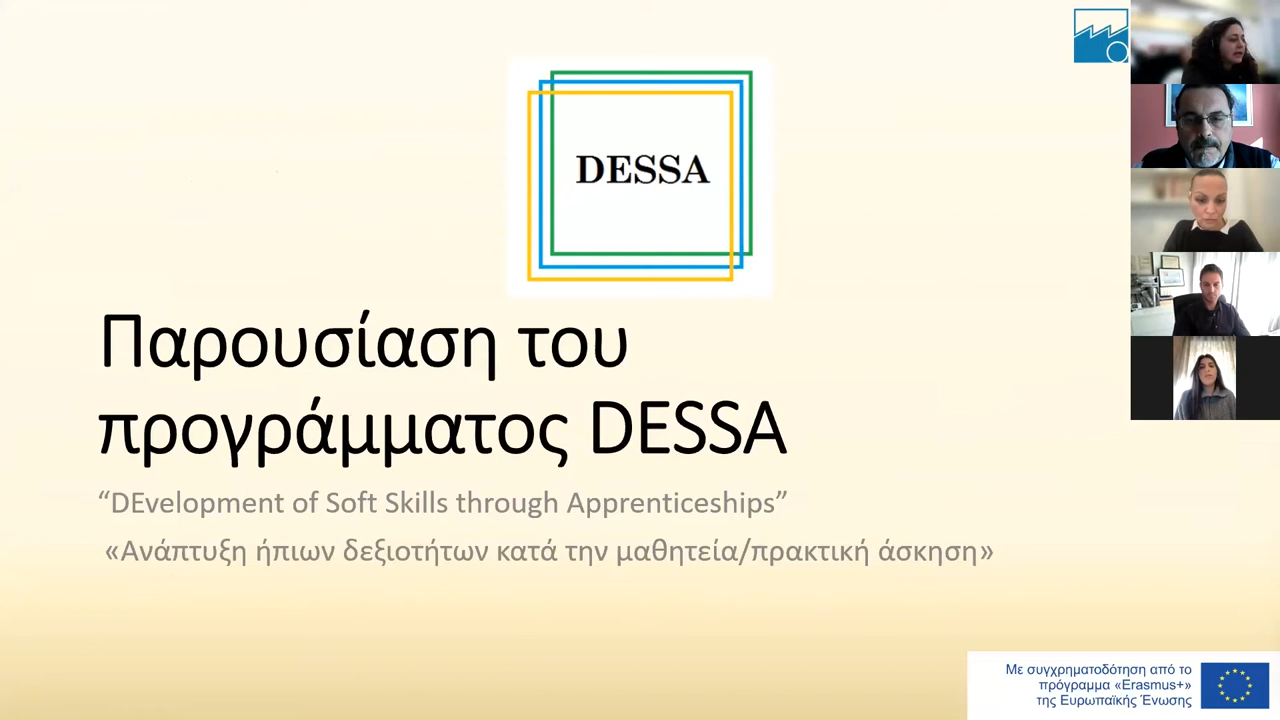 DESSA
Παρουσίαση του
προγράμματος DESSA
“DEvelopment of Soft Skills through Apprenticeships”
«Ανάπτυξη ήπιων δεξιοτήτων κατά την μαθητεία/πρακτική άσκηση»
Με συγχρηματοδότηση από το
πρόγραμμα «Erasmus+»
της Ευρωπαϊκής Ένωσης